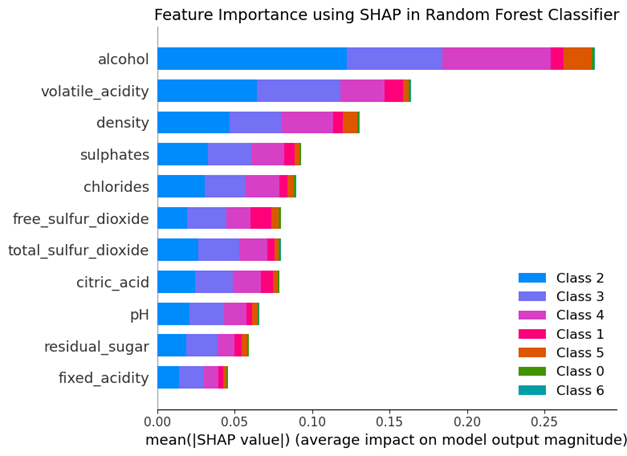 Feature Importance using SHAP in Random Forest Classifier
alcohol
volatile_acidity
density
sulphates
chlorides
free_sulfur_dioxide
total_sulfur_dioxide
citric_acid
pH
residual_sugar
fixed_acidity
Class 2
Class 3
Class 4
Class 1
Class 5
Class 0
Class 6
0.00 0.05 0.10 0.15 0.20 0.25
mean(|SHAP value|) (average impact on model output magnitude)